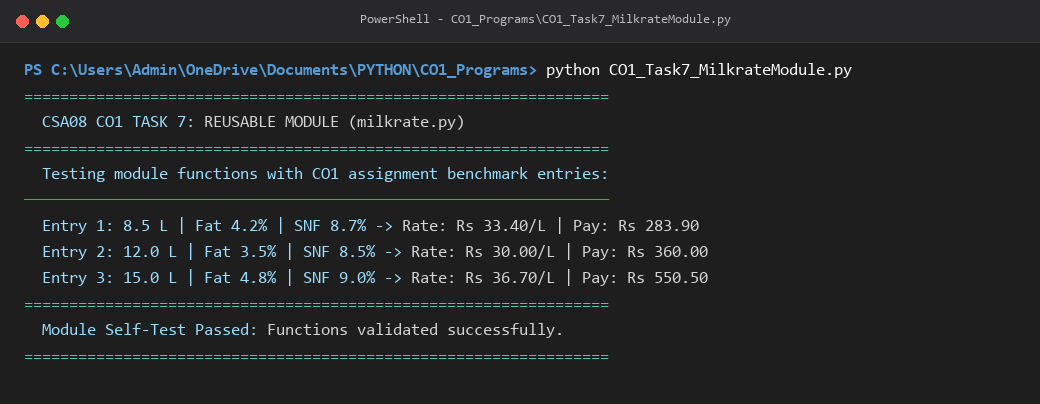 PowerShell - CO1_Programs\CO1_Task7_MilkrateModule.py
PS C:\Users\Admin\OneDrive\Documents\PYTHON\CO1_Programs> python CO1_Task7_MilkrateModule.py
=================================================================
CSA08 CO1 TASK 7: REUSABLE MODULE (milkrate.py)
=================================================================
Testing module functions with CO1 assignment benchmark entries:
─────────────────────────────────────────────────────────────────
Entry 1: 8.5 L | Fat 4.2% | SNF 8.7% -> Rate: Rs 33.40/L | Pay: Rs 283.90
Entry 2: 12.0 L | Fat 3.5% | SNF 8.5% -> Rate: Rs 30.00/L | Pay: Rs 360.00
Entry 3: 15.0 L | Fat 4.8% | SNF 9.0% -> Rate: Rs 36.70/L | Pay: Rs 550.50
=================================================================
Module Self-Test Passed: Functions validated successfully.
=================================================================